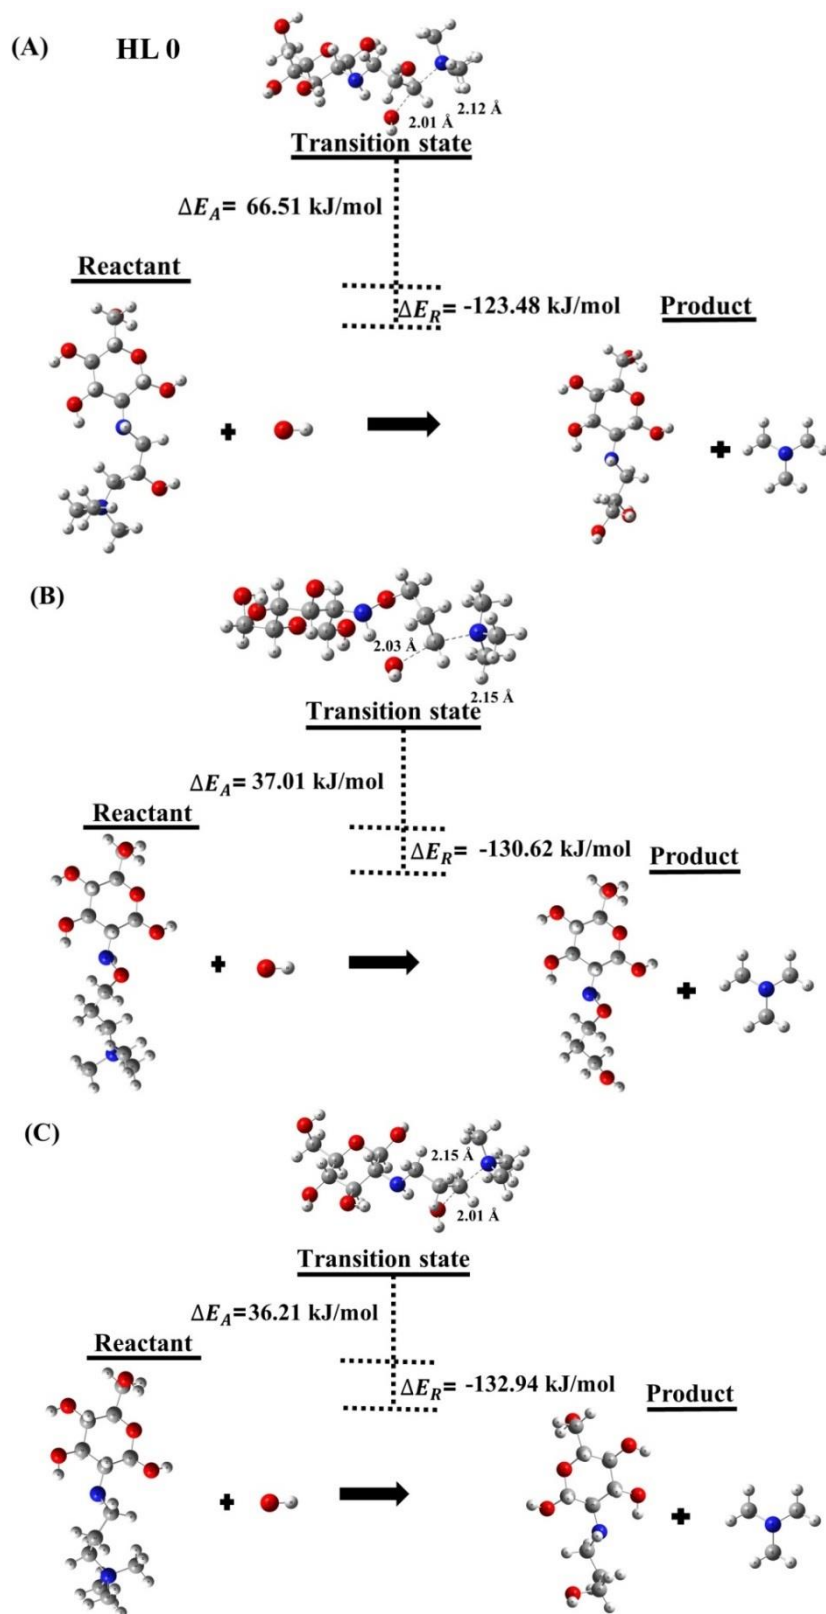 (A) HL 0
2.01 Å 2.12 Å
Transition state
ΔE_A= 66.51 kJ/mol
Reactant
ΔE_R= -123.48 kJ/mol
Product
+
+
(B)
2.03 Å
2.15 Å
Transition state
ΔE_A= 37.01 kJ/mol
Reactant
ΔE_R= -130.62 kJ/mol
Product
+
+
(C)
2.15 Å
2.01 Å
Transition state
ΔE_A=36.21 kJ/mol
Reactant
ΔE_R= -132.94 kJ/mol
Product
+
+